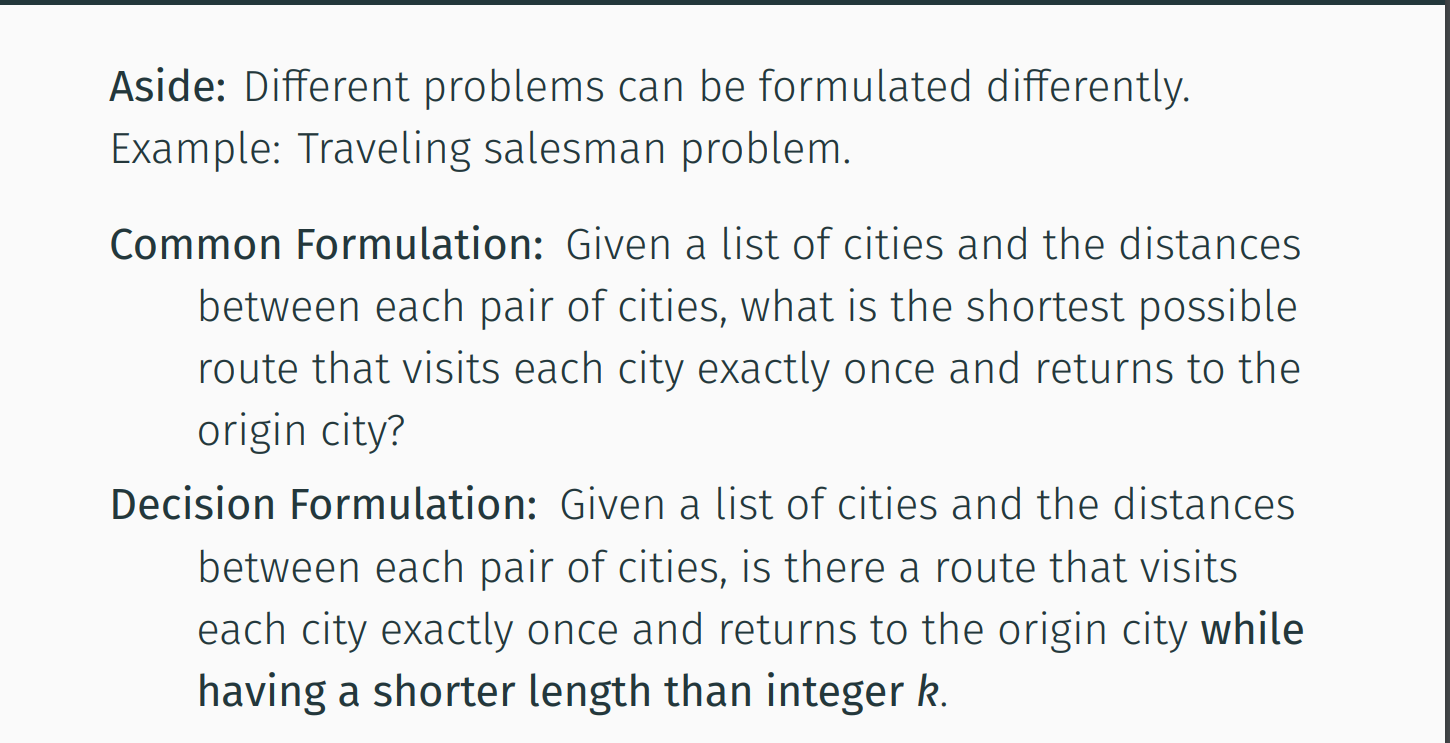 Aside: Different problems can be formulated differently.
Example: Traveling salesman problem.
Common Formulation: Given a list of cities and the distances
between each pair of cities, what is the shortest possible
route that visits each city exactly once and returns to the
origin city?
Decision Formulation: Given a list of cities and the distances
between each pair of cities, is there a route that visits
each city exactly once and returns to the origin city while
having a shorter length than integer k.